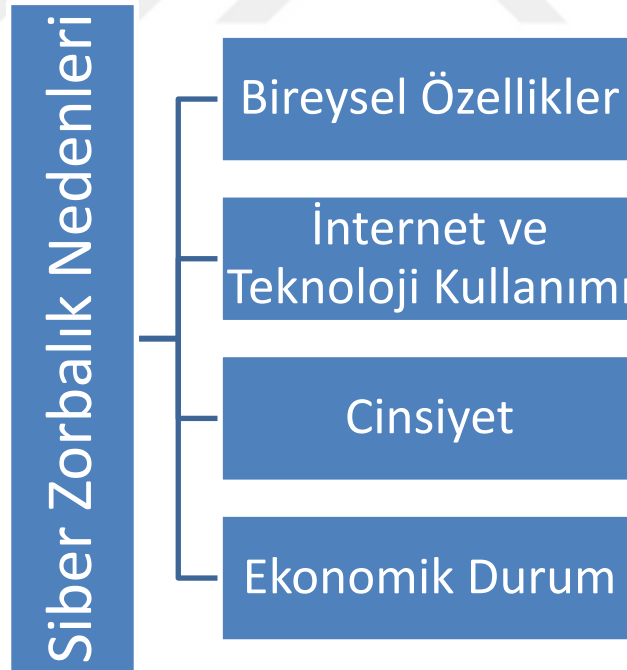 Siber Zorbalık Nedenleri
Bireysel Özellikler
İnternet ve
Teknoloji Kullanımı
Cinsiyet
Ekonomik Durum